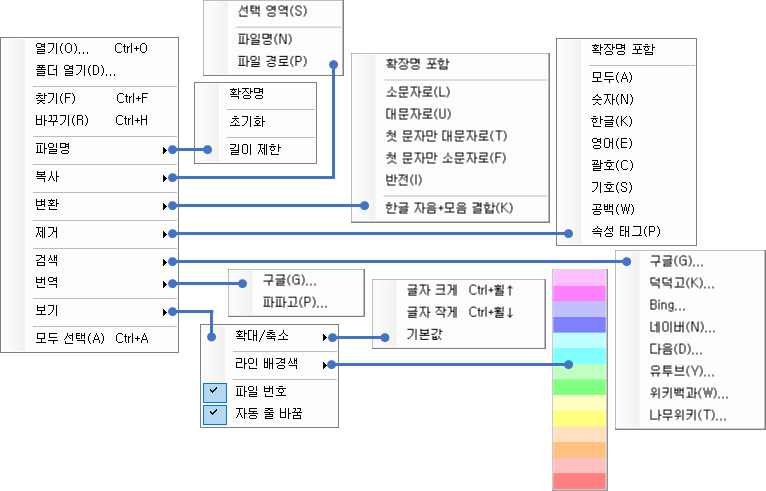 열기(O)... Ctrl+O
폴더 열기(D)...
찾기(F) Ctrl+F
바꾸기(R) Ctrl+H
파일명
복사
변환
제거
검색
번역
보기
모두 선택(A) Ctrl+A
선택 영역(S)
파일명(N)
파일 경로(P)
확장명
초기화
길이 제한
확장명 포함
소문자로(L)
대문자로(U)
첫 문자만 대문자로(T)
첫 문자만 소문자로(F)
반전(I)
한글 자음+모음 결합(K)
확장명 포함
모두(A)
숫자(N)
한글(K)
영어(E)
괄호(C)
기호(S)
공백(W)
속성 태그(P)
구글(G)...
덕덕고(K)...
Bing...
네이버(N)...
다음(D)...
유투브(Y)...
위키백과(W)...
나무위키(T)...
구글(G)...
파파고(P)...
확대/축소
라인 배경색
파일 번호
자동 줄 바꿈
글자 크게 Ctrl+휠↑
글자 작게 Ctrl+휠↓
기본값